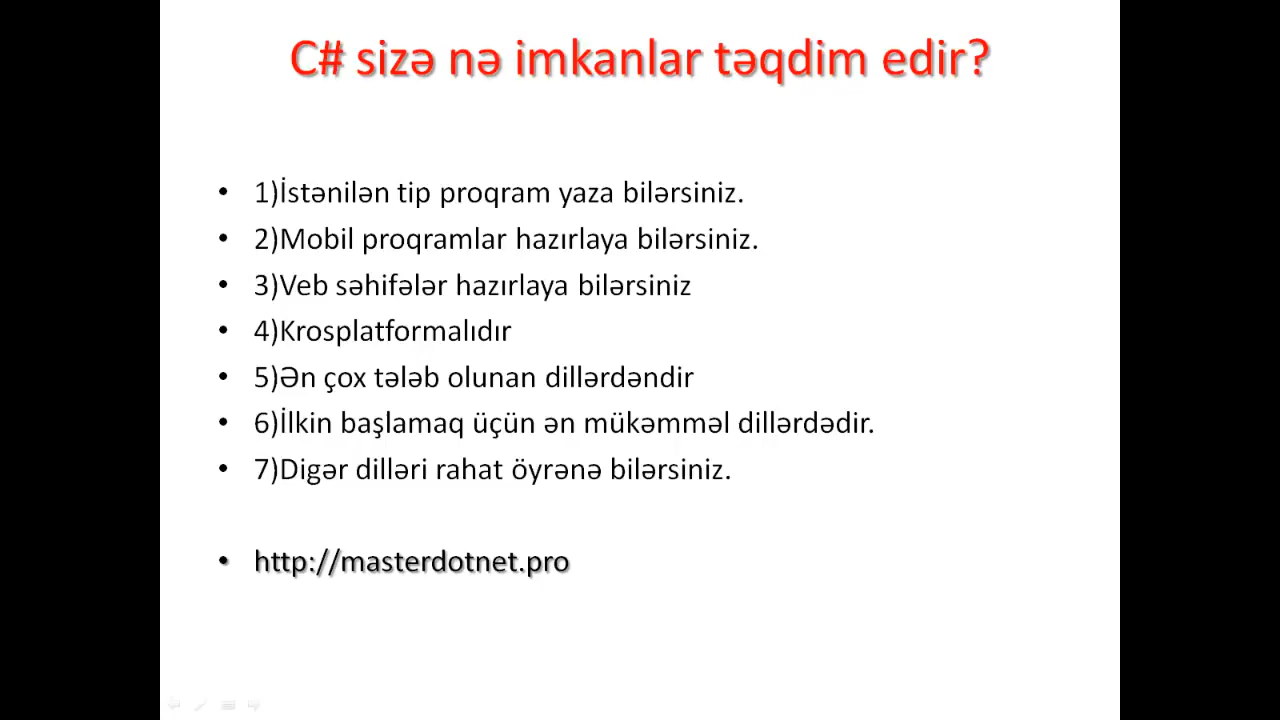 C# sizə nə imkanlar təqdim edir?
• 1)İstənilən tip proqram yaza bilərsiniz.
• 2)Mobil proqramlar hazırlaya bilərsiniz.
• 3)Veb səhifələr hazırlaya bilərsiniz
• 4)Krosplatformalıdır
• 5)Ən çox tələb olunan dillərdəndir
• 6)İlkin başlamaq üçün ən mükəmməl dillərdədir.
• 7)Digər dilləri rahat öyrənə bilərsiniz.
• http://masterdotnet.pro